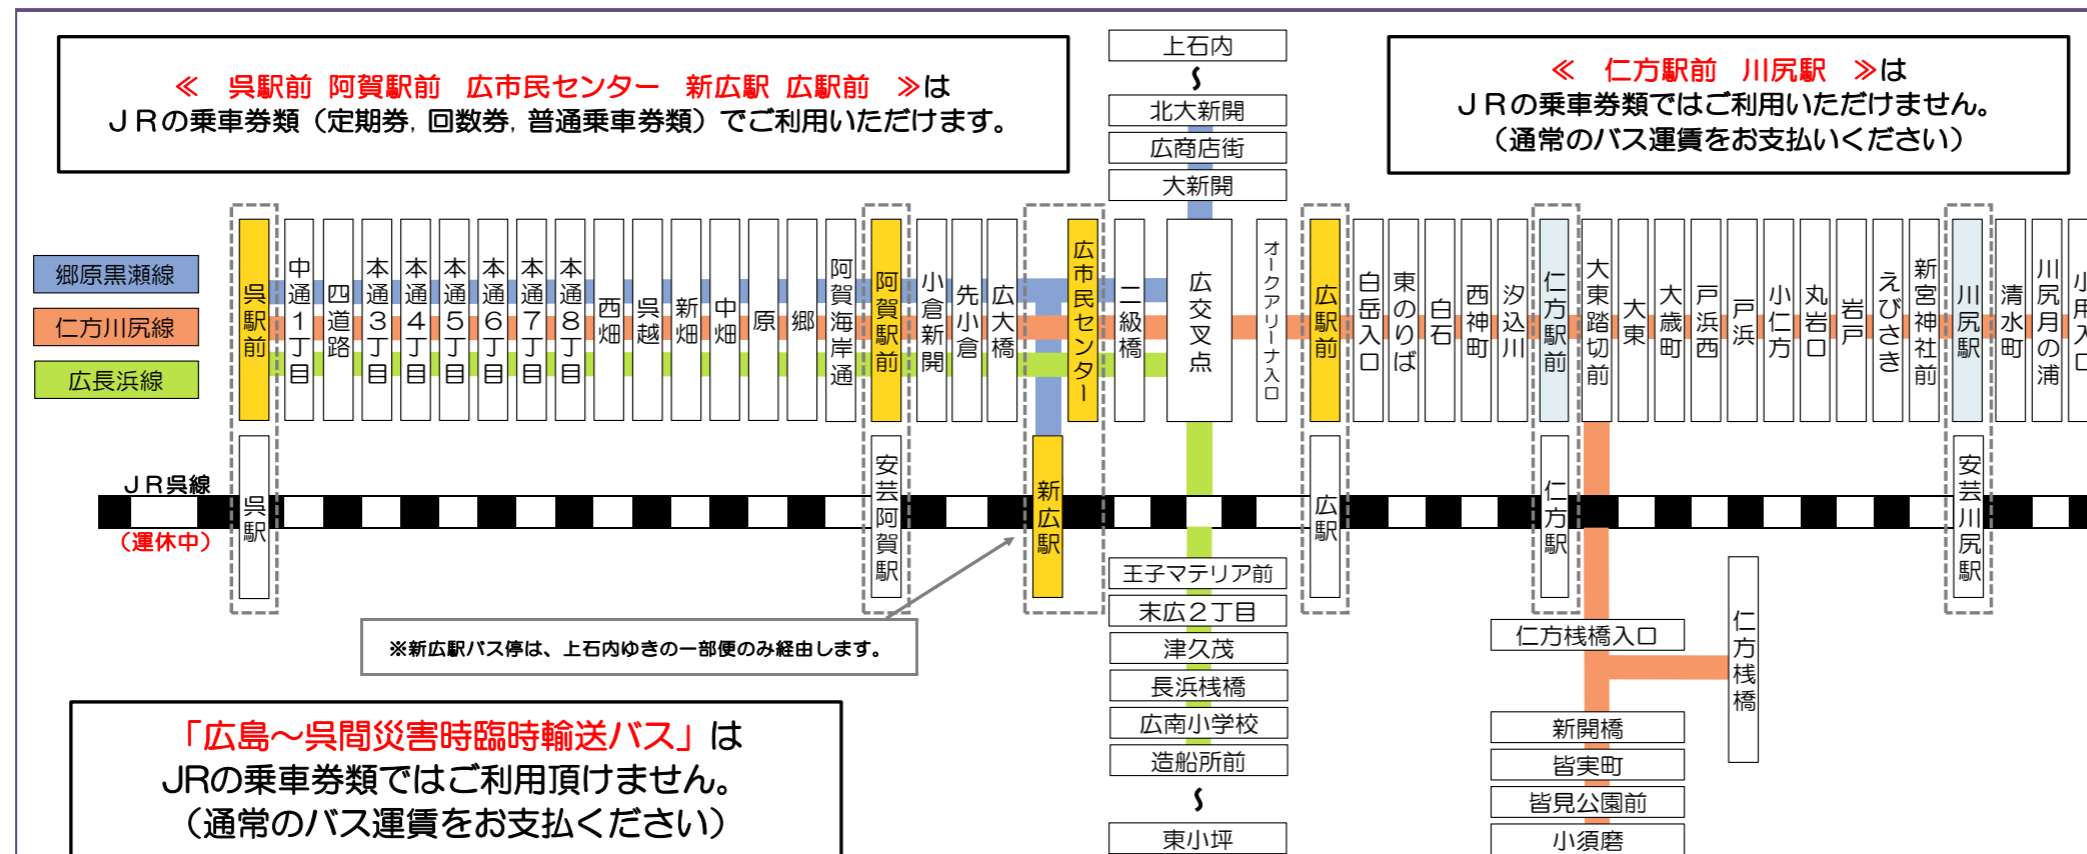 ≪　呉駅前 阿賀駅前　広市民センター　新広駅 広駅前　≫は
ＪＲの乗車券類（定期券, 回数券, 普通乗車券類）でご利用いただけます。
≪　仁方駅前　川尻駅　≫は
ＪＲの乗車券類ではご利用いただけません。
（通常のバス運賃をお支払いください）
上石内
〜
北大新開
広商店街
大新開
郷原黒瀬線
仁方川尻線
広長浜線
呉駅前
中通１丁目
四道路
本通３丁目
本通４丁目
本通５丁目
本通６丁目
本通７丁目
本通８丁目
西畑
呉越
新畑
中畑
原
郷
阿賀海岸通
阿賀駅前
小倉新開
先小倉
広大橋
広市民センター
二級橋
広交叉点
オークアリーナ入口
広駅前
白岳入口
東のりば
白石
西神町
汐込川
仁方駅前
大東踏切前
大東
大歳町
戸浜西
戸浜
小仁方
丸岩口
岩戸
えびさき
新宮神社前
川尻駅
清水町
川尻月の浦
小用入口
ＪＲ呉線
（運休中）
呉駅
安芸阿賀駅
新広駅
広駅
仁方駅
安芸川尻駅
※新広駅バス停は、上石内ゆきの一部便のみ経由します。
王子マテリア前
末広２丁目
津久茂
長浜桟橋
広南小学校
造船所前
〜
東小坪
仁方桟橋入口
仁方桟橋
新開橋
皆実町
皆見公園前
小須磨
「広島〜呉間災害時臨時輸送バス」は
JRの乗車券類ではご利用頂けません。
（通常のバス運賃をお支払ください）